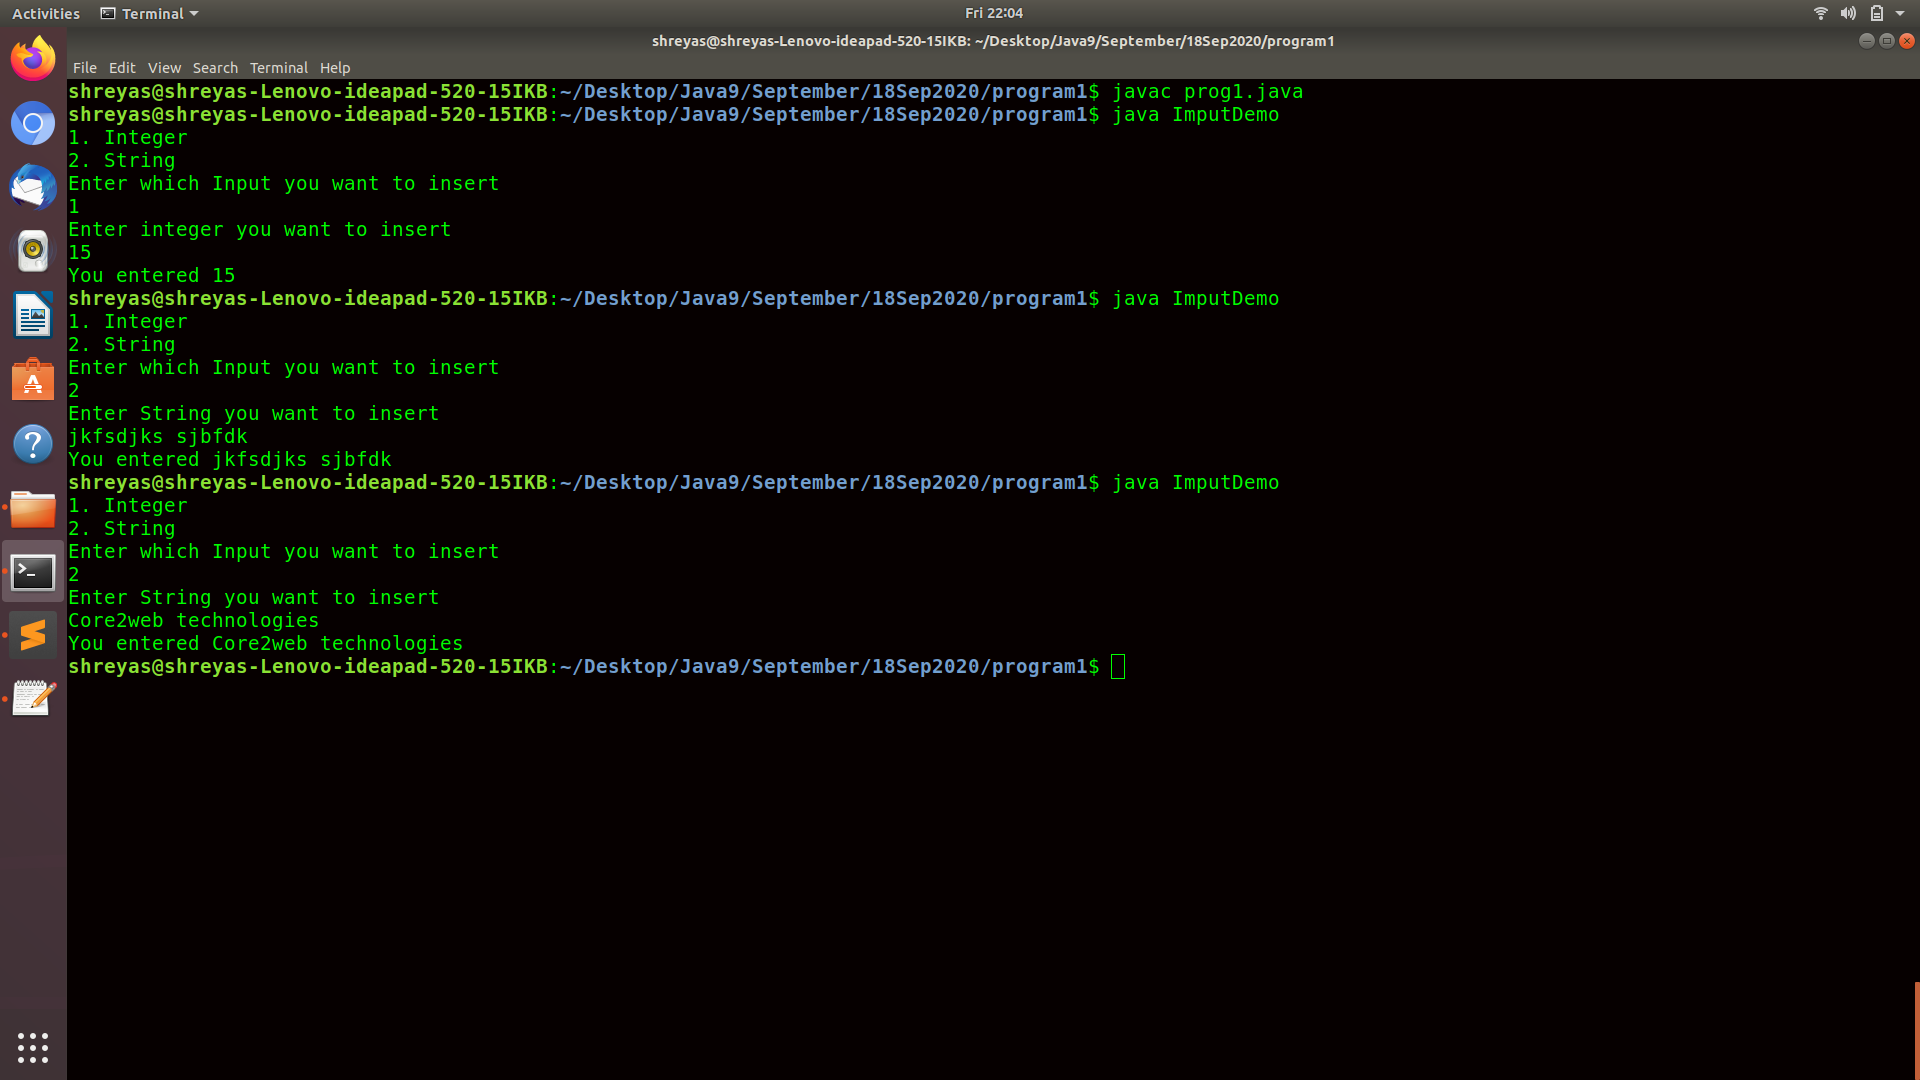 Activities Terminal Fri 22:04
shreyas@shreyas-Lenovo-ideapad-520-15IKB: ~/Desktop/Java9/September/18Sep2020/program1
File Edit View Search Terminal Help
shreyas@shreyas-Lenovo-ideapad-520-15IKB:~/Desktop/Java9/September/18Sep2020/program1$ javac prog1.java
shreyas@shreyas-Lenovo-ideapad-520-15IKB:~/Desktop/Java9/September/18Sep2020/program1$ java ImputDemo
1. Integer
2. String
Enter which Input you want to insert
1
Enter integer you want to insert
15
You entered 15
shreyas@shreyas-Lenovo-ideapad-520-15IKB:~/Desktop/Java9/September/18Sep2020/program1$ java ImputDemo
1. Integer
2. String
Enter which Input you want to insert
2
Enter String you want to insert
jkfsdjks sjbfdk
You entered jkfsdjks sjbfdk
shreyas@shreyas-Lenovo-ideapad-520-15IKB:~/Desktop/Java9/September/18Sep2020/program1$ java ImputDemo
1. Integer
2. String
Enter which Input you want to insert
2
Enter String you want to insert
Core2web technologies
You entered Core2web technologies
shreyas@shreyas-Lenovo-ideapad-520-15IKB:~/Desktop/Java9/September/18Sep2020/program1$